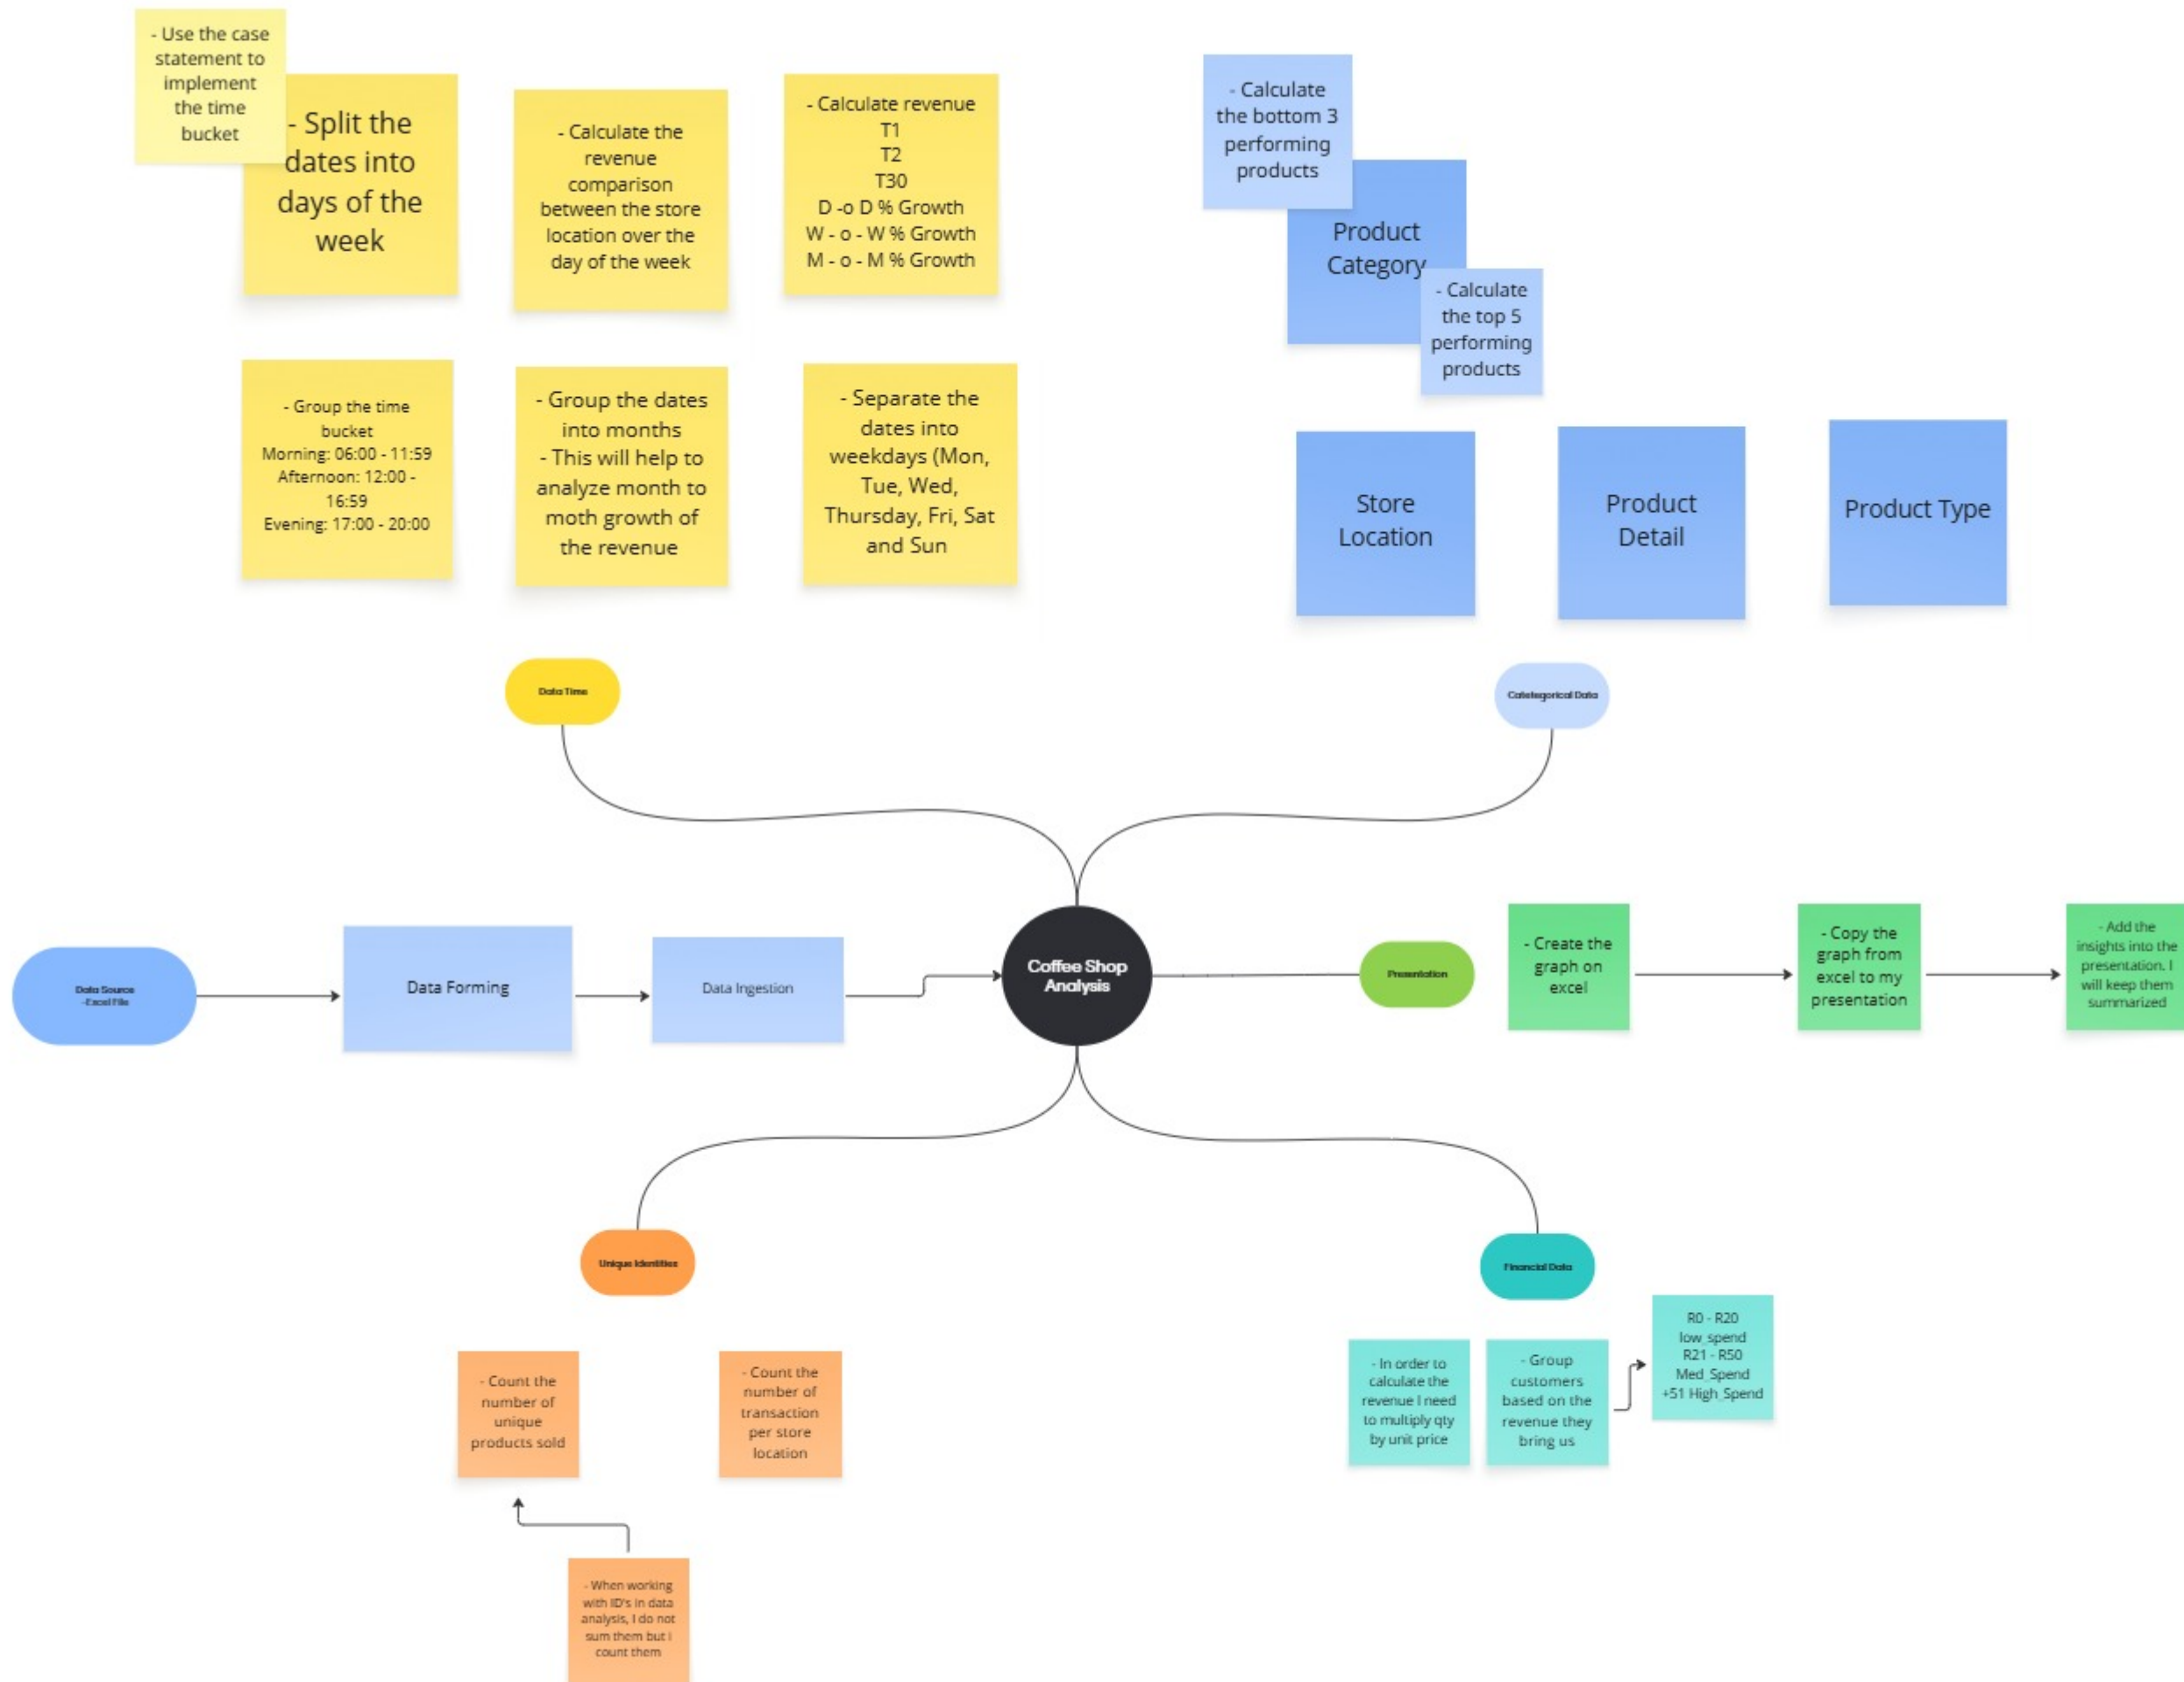 - Use the case
statement to
implement
the time
bucket
- Split the
dates into
days of the
week
- Calculate the
revenue
comparison
between the store
location over the
day of the week
- Calculate revenue
T1
T2
T30
D -o D % Growth
W - o - W % Growth
M - o - M % Growth
- Calculate
the bottom 3
performing
products
Product
Category
- Calculate
the top 5
performing
products
- Group the time
bucket
Morning: 06:00 - 11:59
Afternoon: 12:00 -
16:59
Evening: 17:00 - 20:00
- Group the dates
into months
- This will help to
analyze month to
moth growth of
the revenue
- Separate the
dates into
weekdays (Mon,
Tue, Wed,
Thursday, Fri, Sat
and Sun
Store
Location
Product
Detail
Product Type
Data Time
Catetegorical Data
Data Source
-Excel File
Data Forming
Data Ingestion
Coffee Shop
Analysis
Presentation
- Create the
graph on
excel
- Copy the
graph from
excel to my
presentation
- Add the
insights into the
presentation. I
will keep them
summarized
Unique Identities
Financial Data
- Count the
number of
unique
products sold
- Count the
number of
transaction
per store
location
- When working
with ID's in data
analysis, I do not
sum them but i
count them
- In order to
calculate the
revenue I need
to multiply qty
by unit price
- Group
customers
based on the
revenue they
bring us
R0 - R20
low_spend
R21 - R50
Med_Spend
+51 High_Spend